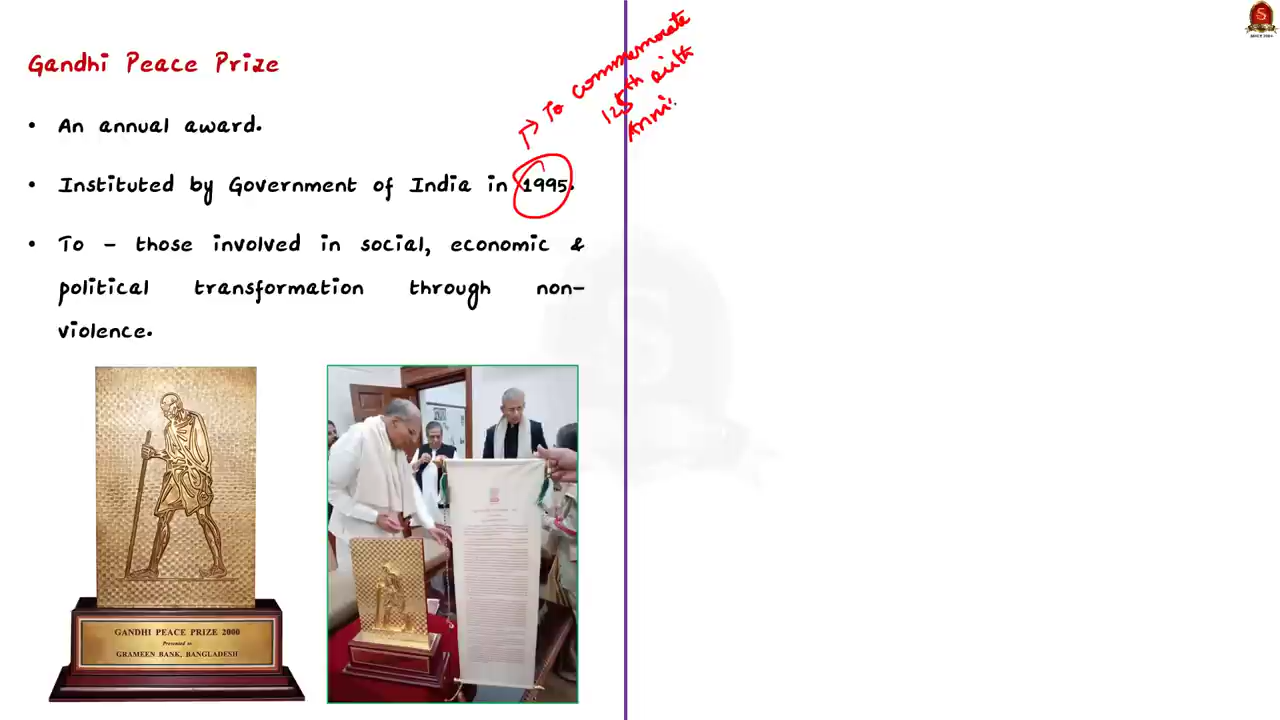 Gandhi Peace Prize
• An annual award.
• Instituted by Government of India in 1995.
→ To commemorate
125th birth
Anni
• To - those involved in social, economic &
political transformation through non-
violence.
GANDHI PEACE PRIZE 2000
Presented to
GRAMEEN BANK, BANGLADESH
S
S